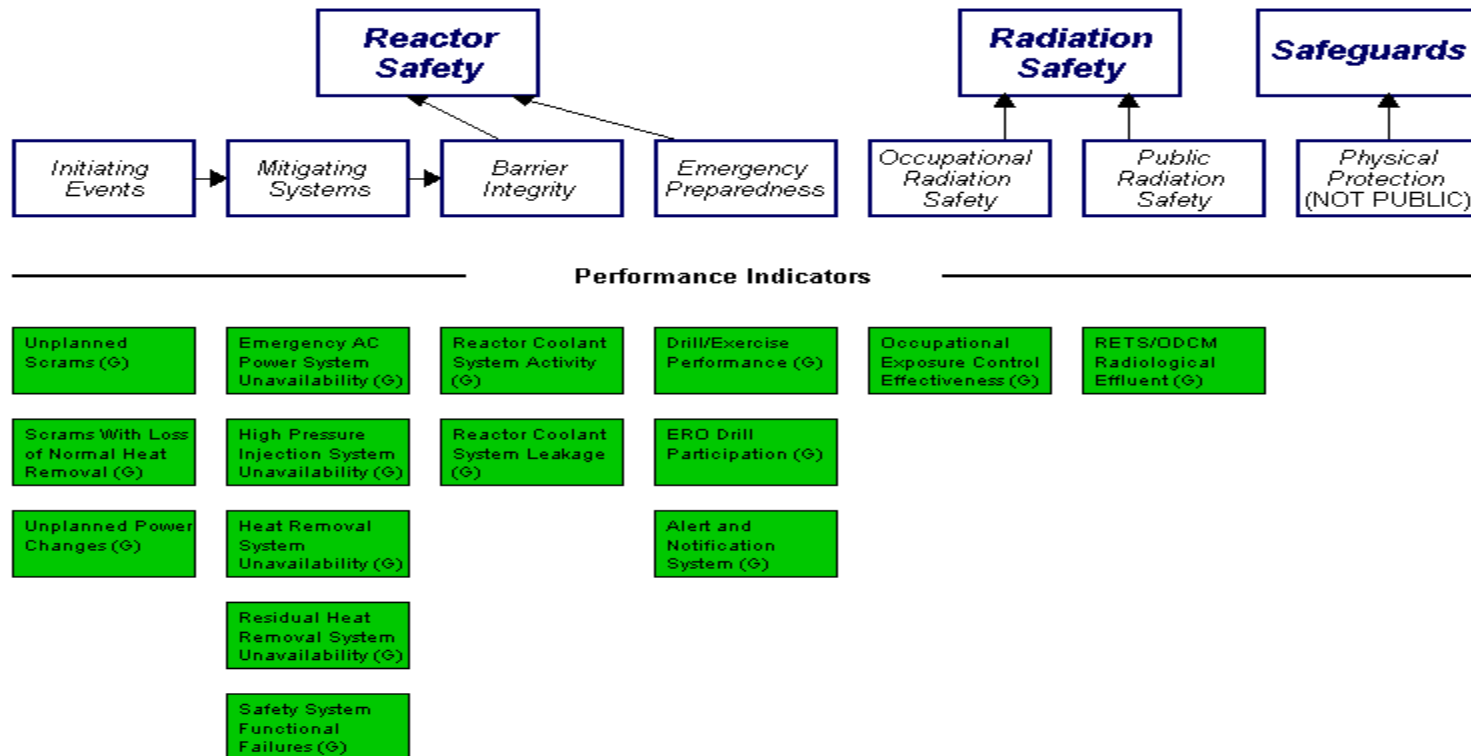 Reactor
Safety
Radiation
Safety
Safeguards
Initiating
Events
Mitigating
Systems
Barrier
Integrity
Emergency
Preparedness
Occupational
Radiation
Safety
Public
Radiation
Safety
Physical
Protection
(NOT PUBLIC)
Performance Indicators
Unplanned
Scrams (G)
Emergency AC
Power System
Unavailability (G)
Reactor Coolant
System Activity
(G)
Drill/Exercise
Performance (G)
Occupational
Exposure Control
Effectiveness (G)
RETS/ODCM
Radiological
Effluent (G)
Scrams With Loss
of Normal Heat
Removal (G)
High Pressure
Injection System
Unavailability (G)
Reactor Coolant
System Leakage
(G)
ERO Drill
Participation (G)
Unplanned Power
Changes (G)
Heat Removal
System
Unavailability (G)
Alert and
Notification
System (G)
Residual Heat
Removal System
Unavailability (G)
Safety System
Functional
Failures (G)